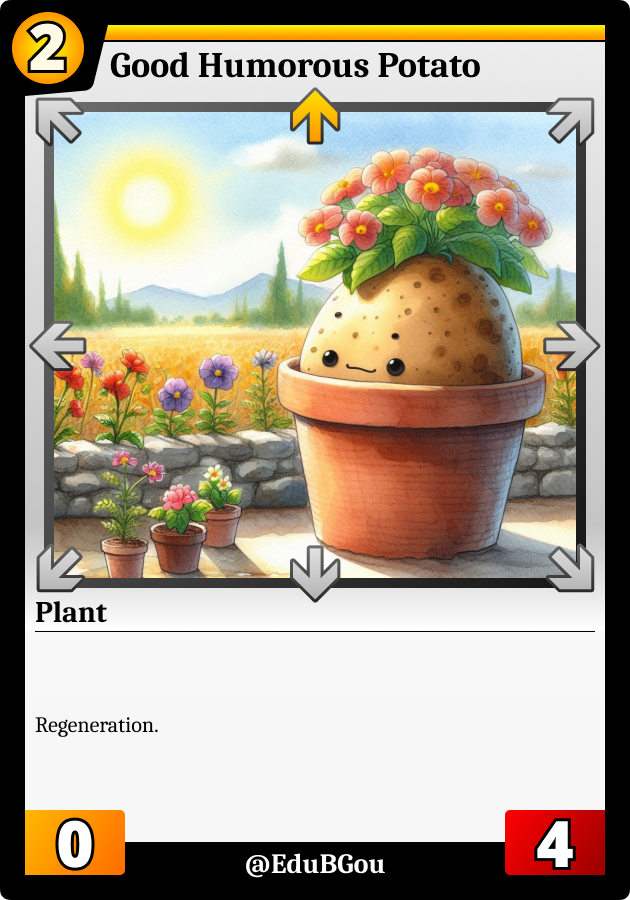 2
Good Humorous Potato
Plant
Regeneration.
0
@EduBGou
4